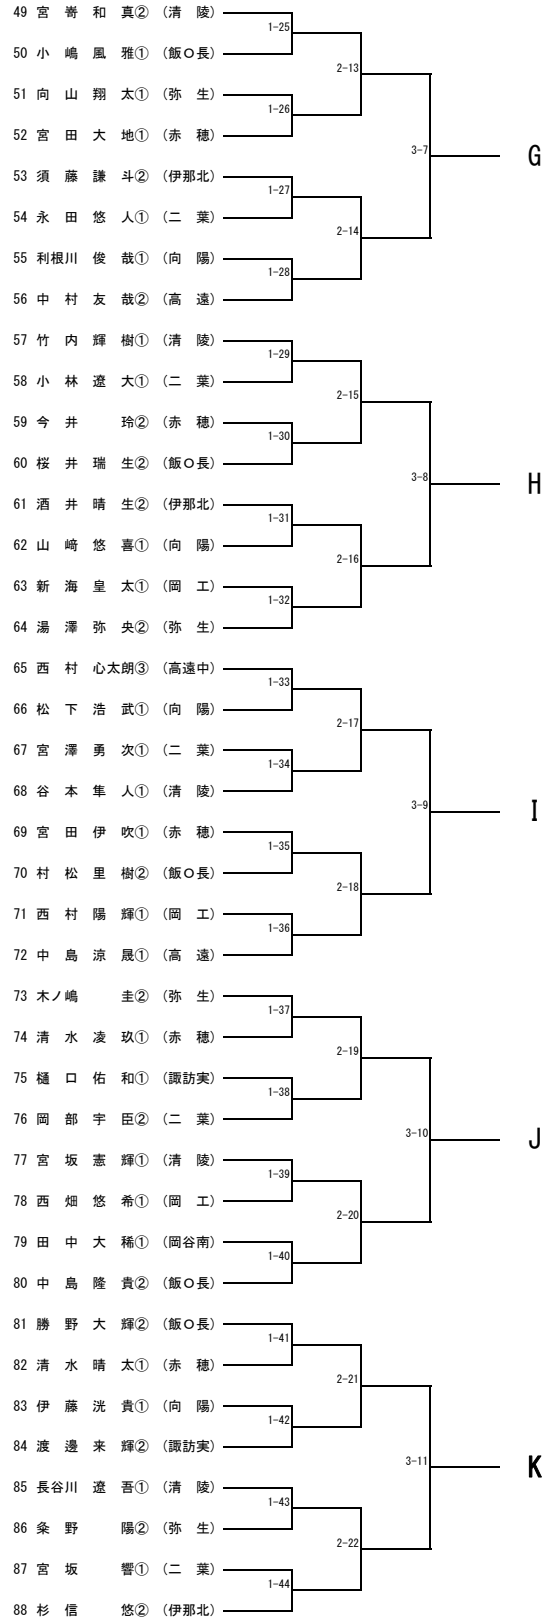 49 宮 嵜 和 真② (清 陵)
1-25
50 小 嶋 風 雅① (飯O長)
2-13
51 向 山 翔 太① (弥 生)
1-26
52 宮 田 大 地① (赤 穂)
3-7 G
53 須 藤 謙 斗② (伊那北)
1-27
54 永 田 悠 人① (二 葉)
2-14
55 利根川 俊 哉① (向 陽)
1-28
56 中 村 友 哉② (高 遠)
57 竹 内 輝 樹① (清 陵)
1-29
58 小 林 遼 大① (二 葉)
2-15
59 今 井 玲② (赤 穂)
1-30
60 桜 井 瑞 生② (飯O長)
3-8 H
61 酒 井 晴 生② (伊那北)
1-31
62 山 﨑 悠 喜① (向 陽)
2-16
63 新 海 皇 太① (岡 工)
1-32
64 湯 澤 弥 央② (弥 生)
65 西 村 心太朗③ (高遠中)
1-33
66 松 下 浩 武① (向 陽)
2-17
67 宮 澤 勇 次① (二 葉)
1-34
68 谷 本 隼 人① (清 陵)
3-9 I
69 宮 田 伊 吹① (赤 穂)
1-35
70 村 松 里 樹② (飯O長)
2-18
71 西 村 陽 輝① (岡 工)
1-36
72 中 島 涼 晟① (高 遠)
73 木ノ嶋 圭② (弥 生)
1-37
74 清 水 凌 玖① (赤 穂)
2-19
75 樋 口 佑 和① (諏訪実)
1-38
76 岡 部 宇 臣② (二 葉)
3-10 J
77 宮 坂 憲 輝① (清 陵)
1-39
78 西 畑 悠 希① (岡 工)
2-20
79 田 中 大 稀① (岡谷南)
1-40
80 中 島 隆 貴② (飯O長)
81 勝 野 大 輝② (飯O長)
1-41
82 清 水 晴 太① (赤 穂)
2-21
83 伊 藤 洸 貴① (向 陽)
1-42
84 渡 邊 来 輝② (諏訪実)
3-11 K
85 長谷川 遼 吾① (清 陵)
1-43
86 粂 野 陽② (弥 生)
2-22
87 宮 坂 響① (二 葉)
1-44
88 杉 信 悠② (伊那北)